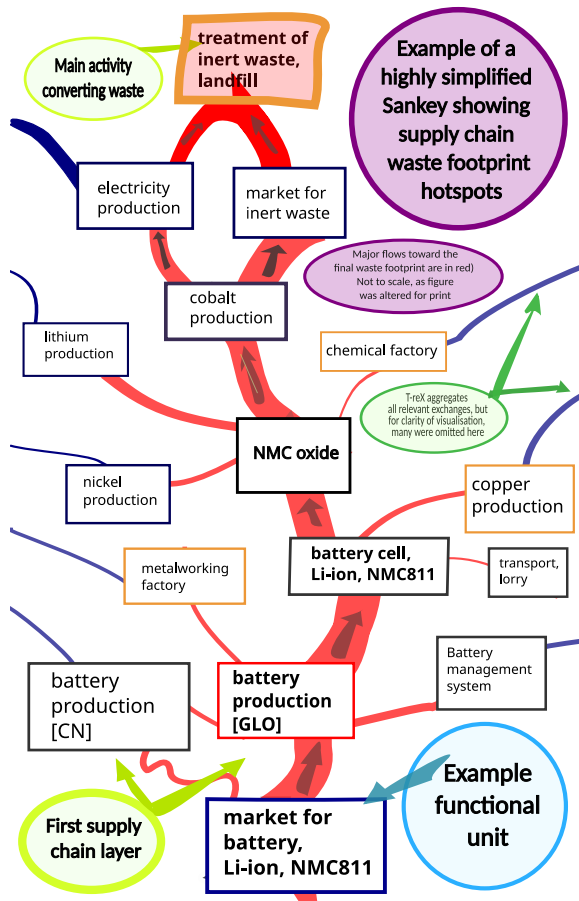 treatment of
inert waste,
landfill
Main activity
converting waste
Example of a
highly simplified
Sankey showing
supply chain
waste footprint
hotspots
electricity
production
market for
inert waste
Major flows toward the
final waste footprint are in red)
Not to scale, as figure
was altered for print
cobalt
production
lithium
production
chemical factory
T-reX aggregates
all relevant exchanges, but
for clarity of visualisation,
many were omitted here
NMC oxide
nickel
production
copper
production
battery cell,
Li-ion, NMC811
metalworking
factory
transport,
lorry
battery
production
[CN]
battery
production
[GLO]
Battery
management
system
First supply
chain layer
market for
battery,
Li-ion, NMC811
Example
functional
unit